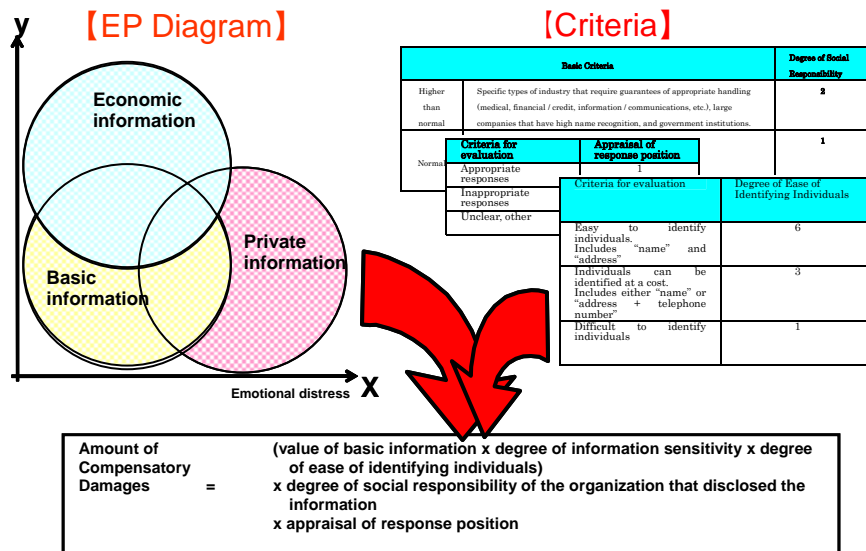 y
【EP Diagram】
【Criteria】
Economic
information
Private
information
Basic
information
Emotional distress
X
Basic Criteria
Degree of Social
Responsibility
Higher
than
normal
Specific types of industry that require guarantees of appropriate handling
(medical, financial / credit, information / communications, etc.), large
companies that have high name recognition, and government institutions.
2
Normal
1
Criteria for
evaluation
Appraisal of
response position
Appropriate
responses
1
Inappropriate
responses
Unclear, other
Criteria for evaluation
Degree of Ease of
Identifying Individuals
Easy to identify
individuals.
Includes “name” and
“address”
6
Individuals can be
identified at a cost.
Includes either “name” or
“address + telephone
number”
3
Difficult to identify
individuals
1
Amount of
Compensatory
Damages =
(value of basic information x degree of information sensitivity x degree
of ease of identifying individuals)
x degree of social responsibility of the organization that disclosed the
information
x appraisal of response position